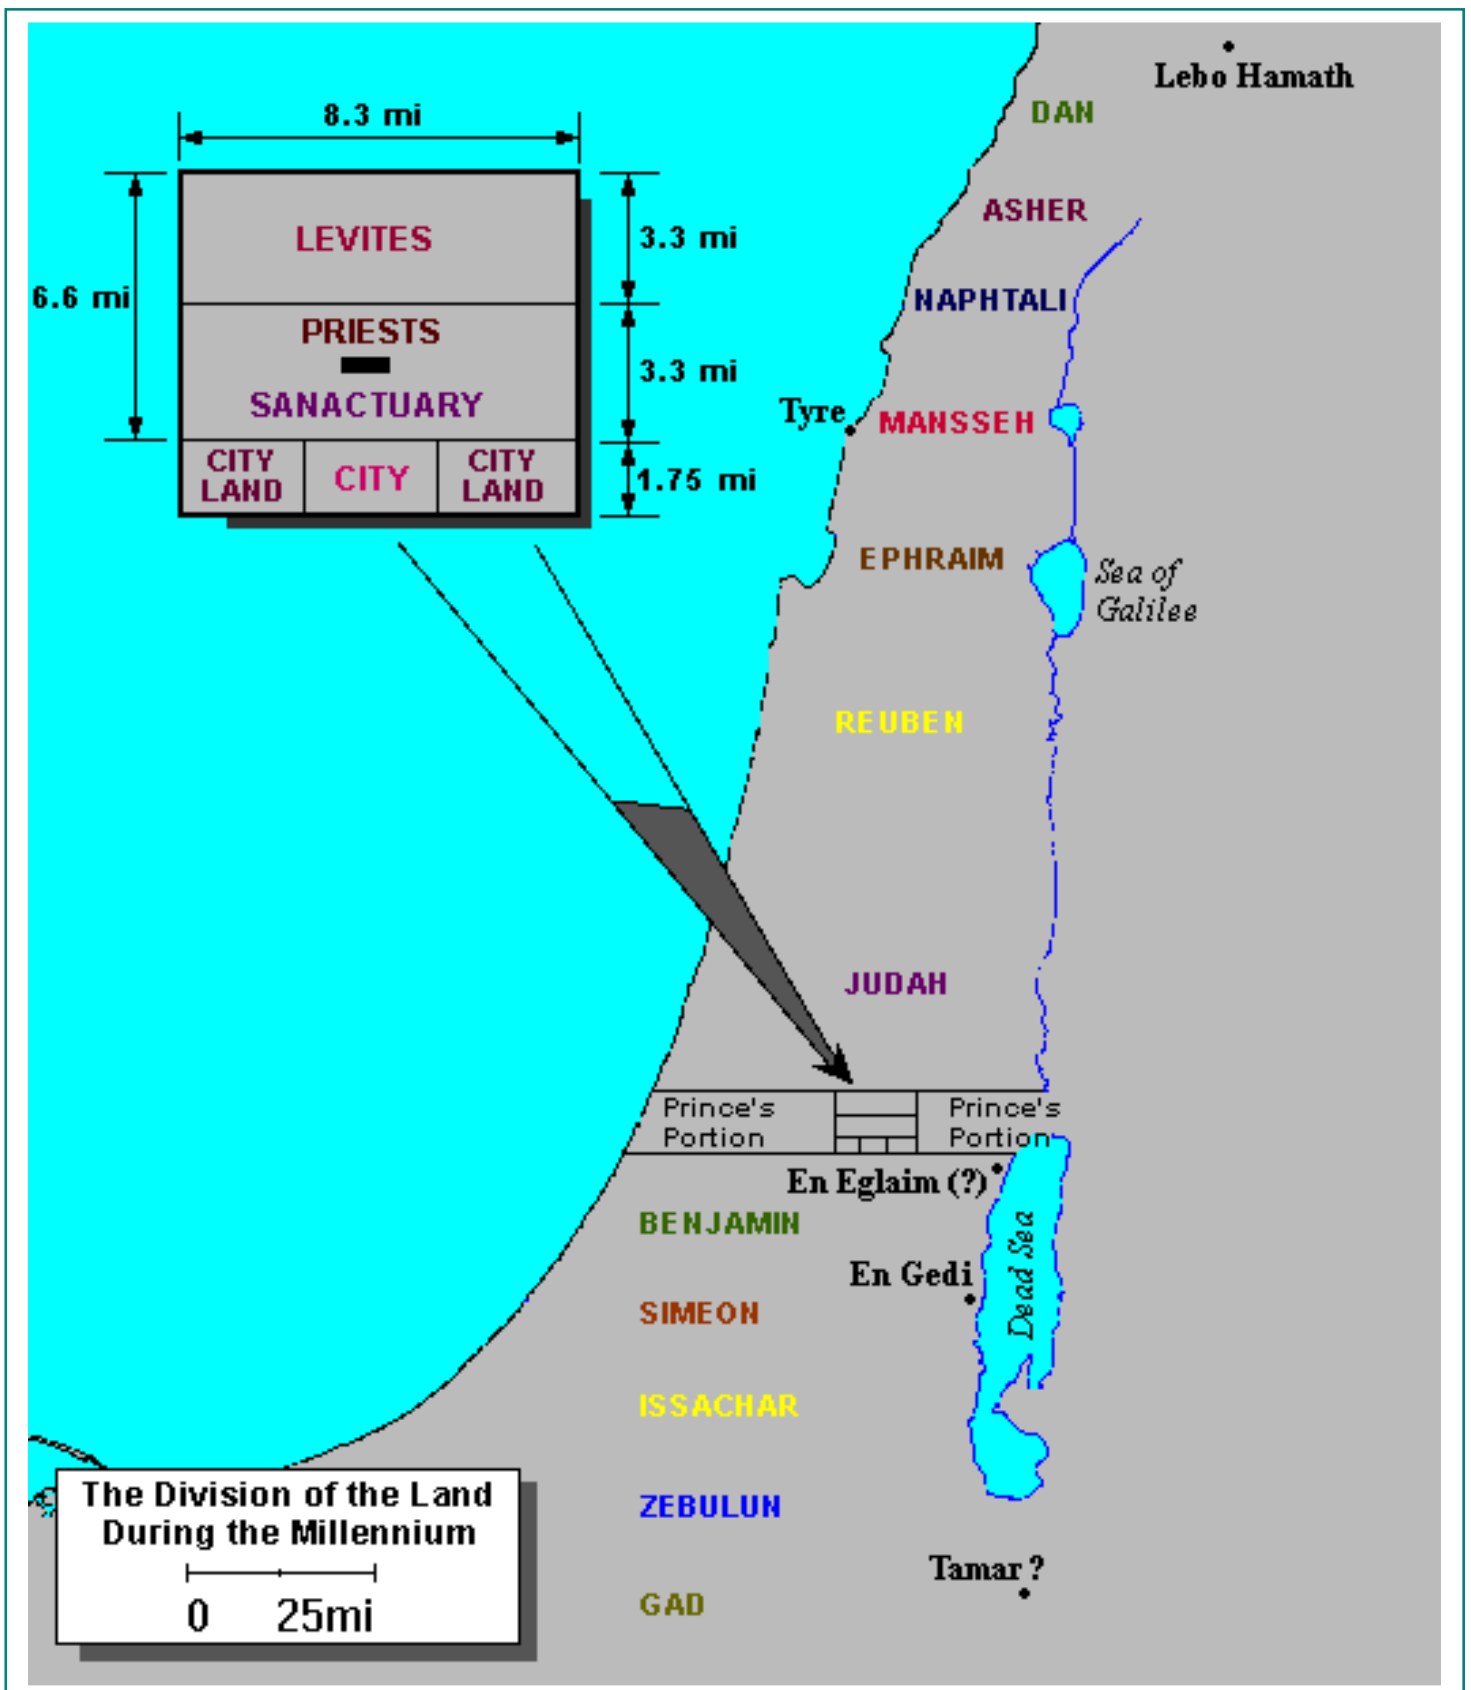 Lebo Hamath
DAN
8.3 mi
ASHER
LEVITES
3.3 mi
6.6 mi
NAPHTALI
PRIESTS
3.3 mi
SANACTUARY
Tyre
MANSSEH
CITY
LAND
CITY
CITY
LAND
1.75 mi
EPHRAIM
Sea of
Galilee
REUBEN
JUDAH
Prince's
Portion
Prince's
Portion
En Eglaim (?)
BENJAMIN
En Gedi
Dead Sea
SIMEON
ISSACHAR
The Division of the Land
During the Millennium
0 25mi
ZEBULUN
Tamar ?
GAD